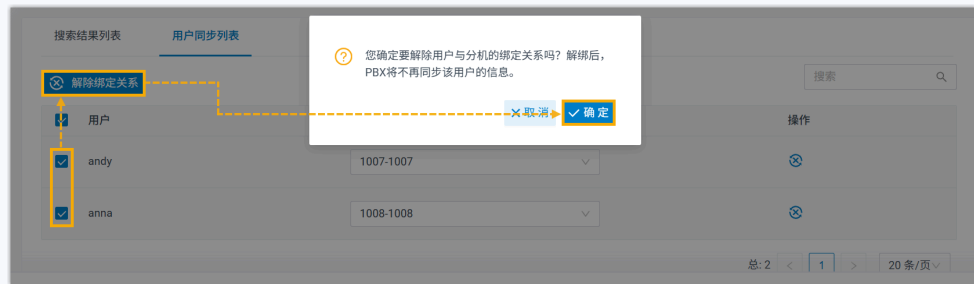 搜索结果列表 用户同步列表
您确定要解除用户与分机的绑定关系吗？解绑后，
PBX将不再同步该用户的信息。
解除绑定关系 搜索
取消 确定
用户 操作
andy 1007-1007
anna 1008-1008
总: 2 < 1 > 20 条/页